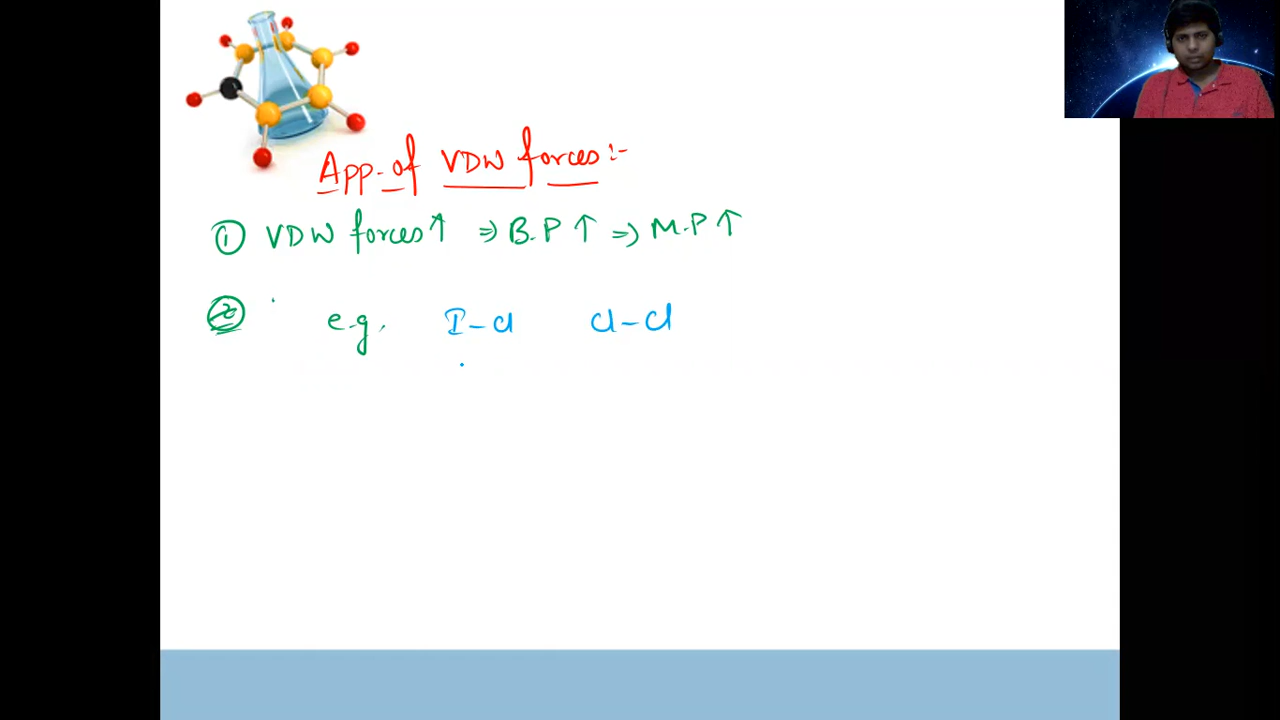 App. of VDW forces :-
① VDW forces ↑ ⇒ B.P ↑ ⇒ M.P ↑
② e.g. I-Cl Cl-Cl